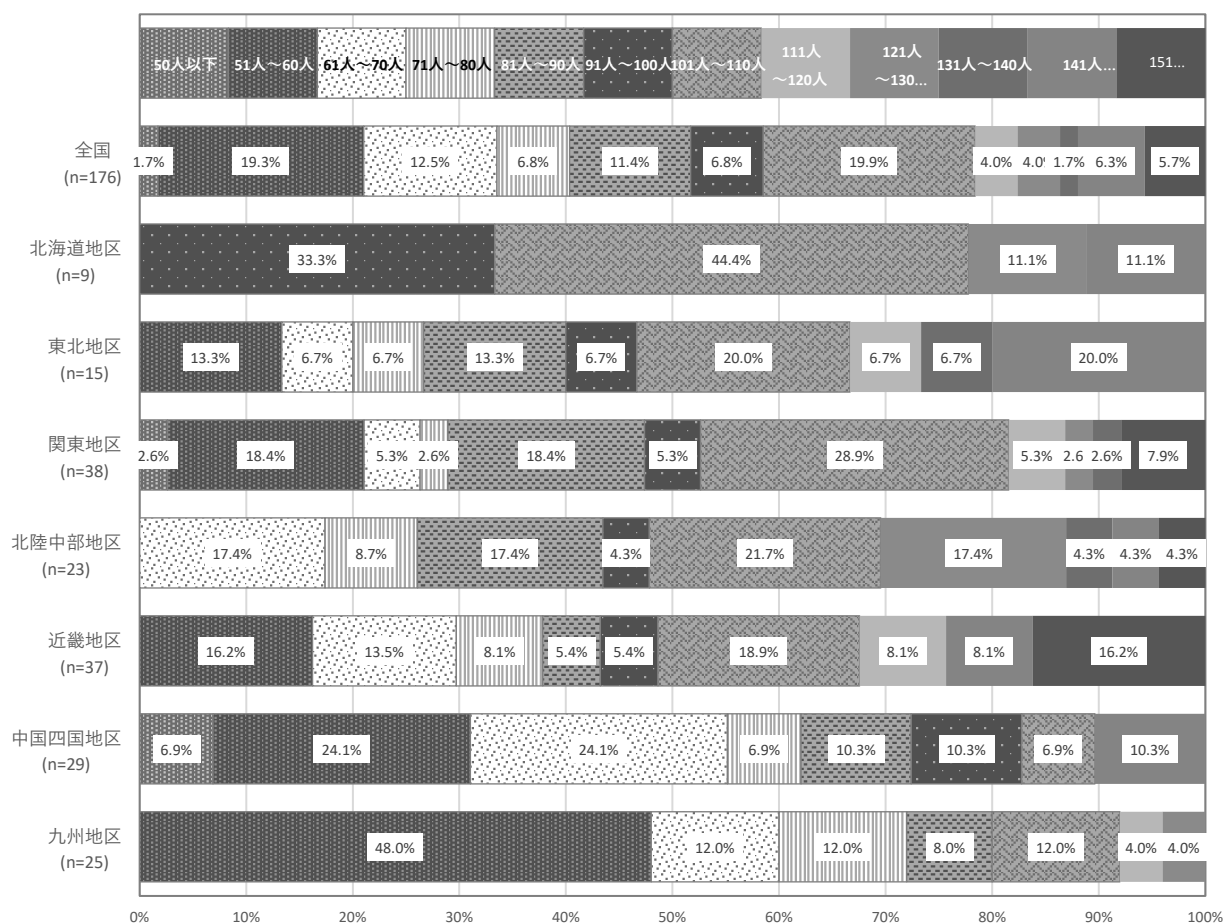 50人以下 51人～60人 61人～70人 71人～80人 81人～90人 91人～100人 101人～110人 111人
～120人 121人
～130... 131人～140人 141人... 151...
全国
(n=176)
1.7% 19.3% 12.5% 6.8% 11.4% 6.8% 19.9% 4.0% 4.0% 1.7% 6.3% 5.7%
北海道地区
(n=9)
33.3% 44.4% 11.1% 11.1%
東北地区
(n=15)
13.3% 6.7% 6.7% 13.3% 6.7% 20.0% 6.7% 6.7% 20.0%
関東地区
(n=38)
2.6% 18.4% 5.3% 2.6% 18.4% 5.3% 28.9% 5.3% 2.6 2.6% 7.9%
北陸中部地区
(n=23)
17.4% 8.7% 17.4% 4.3% 21.7% 17.4% 4.3% 4.3% 4.3%
近畿地区
(n=37)
16.2% 13.5% 8.1% 5.4% 5.4% 18.9% 8.1% 8.1% 16.2%
中国四国地区
(n=29)
6.9% 24.1% 24.1% 6.9% 10.3% 10.3% 6.9% 10.3%
九州地区
(n=25)
48.0% 12.0% 12.0% 8.0% 12.0% 4.0% 4.0%
0% 10% 20% 30% 40% 50% 60% 70% 80% 90% 100%